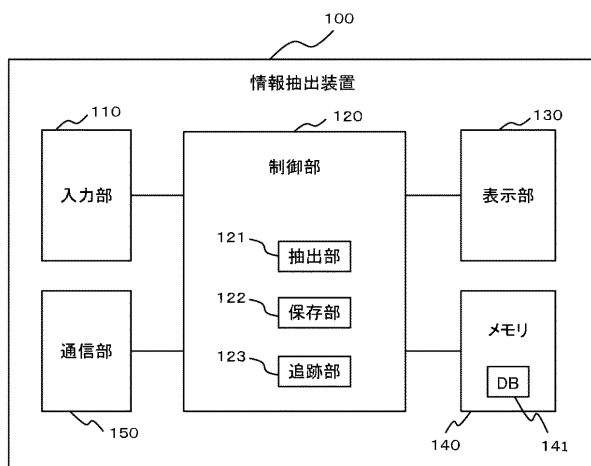 100
情報抽出装置
110
120
130
入力部
制御部
表示部
121
抽出部
122
保存部
123
追跡部
通信部
メモリ
DB
150
140
141